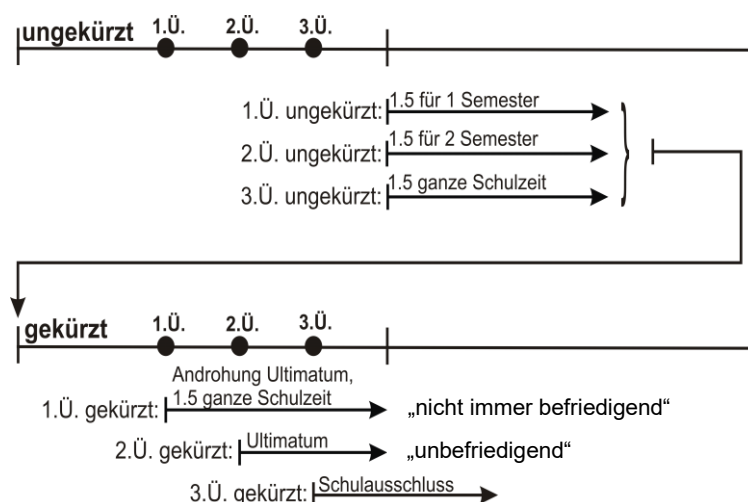 ungekürzt 1.Ü. 2.Ü. 3.Ü.
1.Ü. ungekürzt: 1.5 für 1 Semester
2.Ü. ungekürzt: 1.5 für 2 Semester
3.Ü. ungekürzt: 1.5 ganze Schulzeit
gekürzt 1.Ü. 2.Ü. 3.Ü.
Androhung Ultimatum,
1.Ü. gekürzt: 1.5 ganze Schulzeit „nicht immer befriedigend“
2.Ü. gekürzt: Ultimatum „unbefriedigend“
3.Ü. gekürzt: Schulausschluss